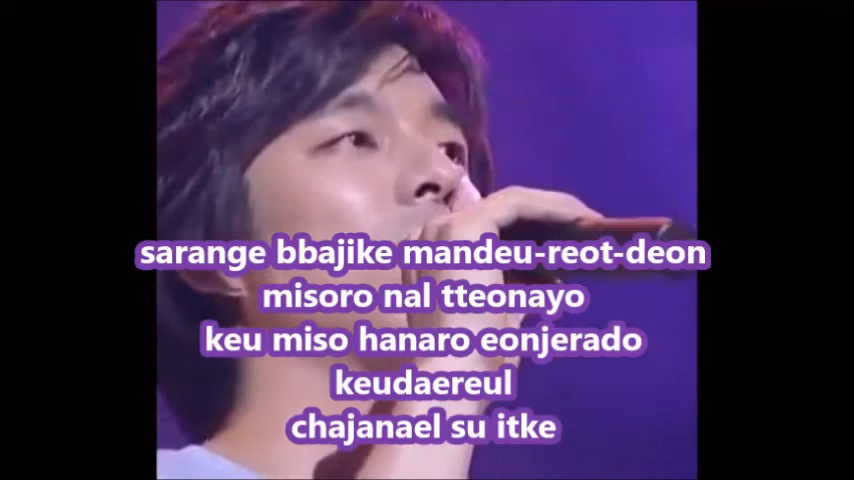 sarange bbajike mandeu-reot-deon
misoro nal tteonayo
keu miso hanaro eonjerado
keudaereul
chajanael su itke